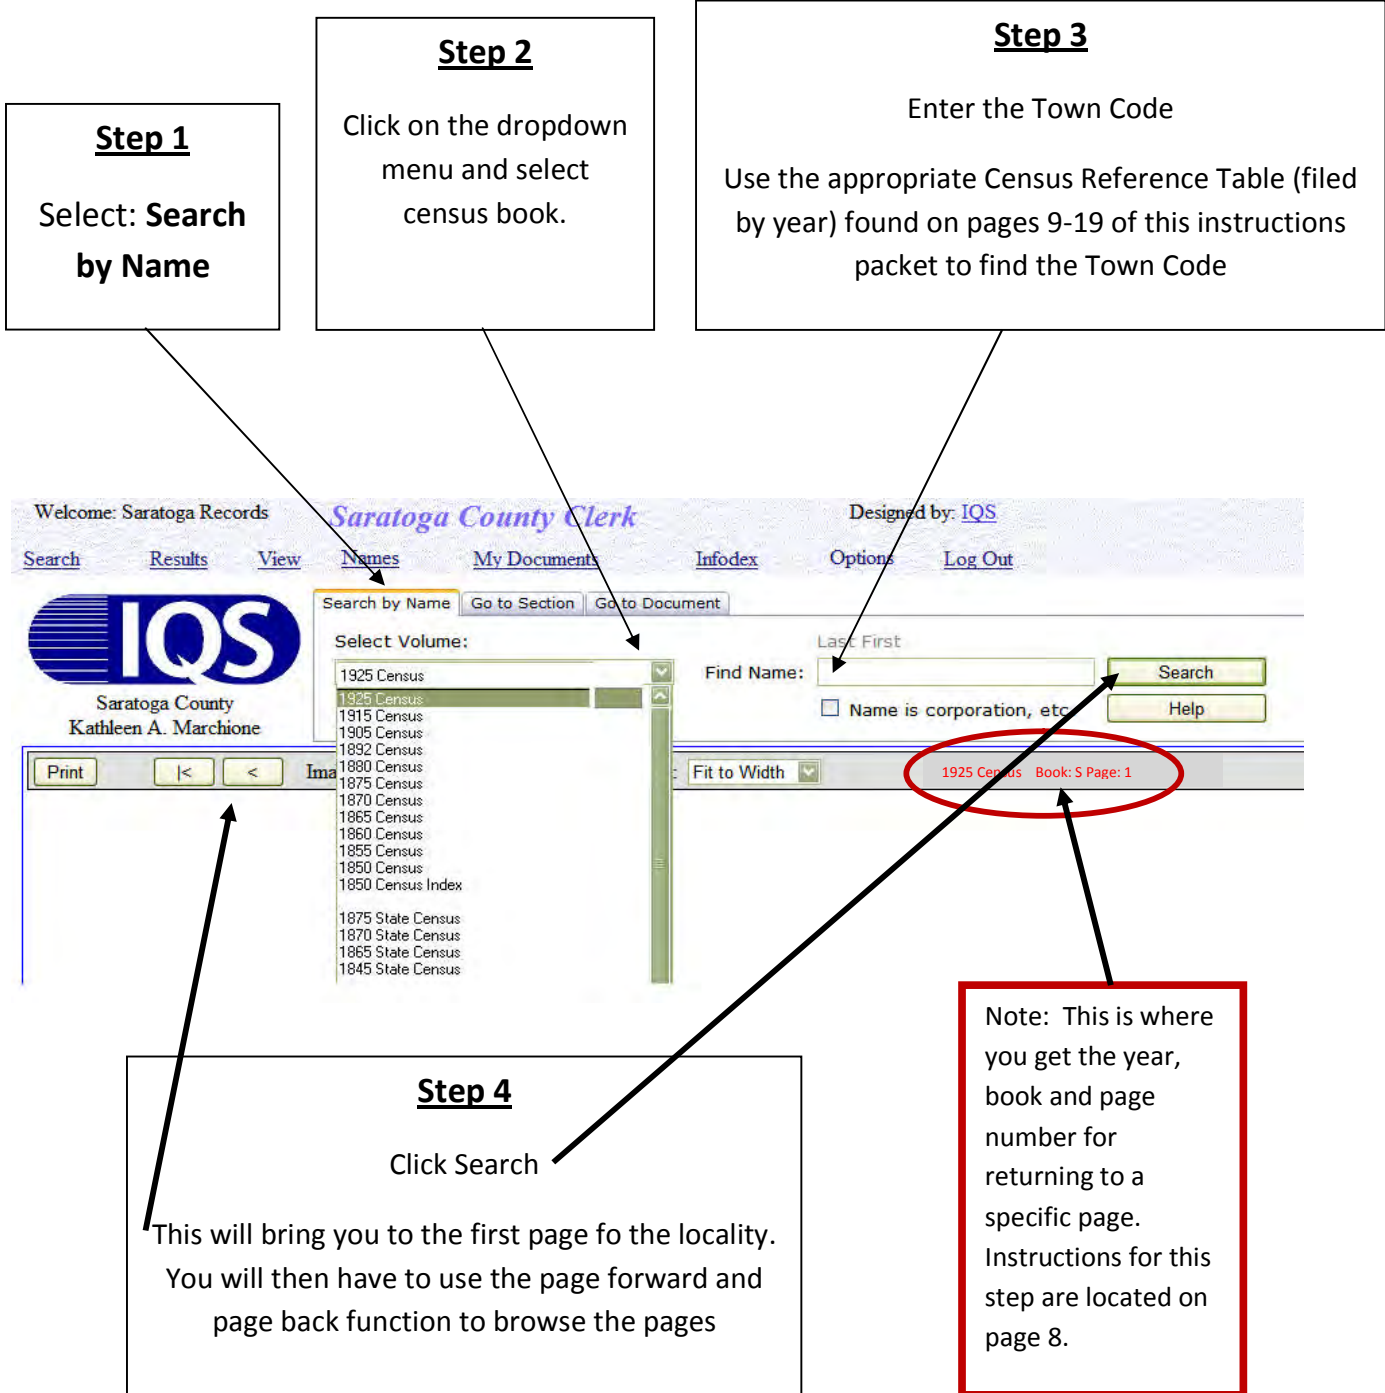 Step 1
Select: Search
by Name
Step 2
Click on the dropdown
menu and select
census book.
Step 3
Enter the Town Code
Use the appropriate Census Reference Table (filed
by year) found on pages 9-19 of this instructions
packet to find the Town Code
Welcome: Saratoga Records Saratoga County Clerk Designed by: IQS
Search Results View Names My Documents Infodex Options Log Out
IQS
Saratoga County
Kathleen A. Marchione
Search by Name Go to Section Go to Document
Select Volume: Last First
1925 Census Find Name: Search
Name is corporation, etc Help
1925 Census
1915 Census
1905 Census
1892 Census
1880 Census
1875 Census
1870 Census
1865 Census
1860 Census
1855 Census
1850 Census
1850 Census Index
1875 State Census
1870 State Census
1865 State Census
1845 State Census
Print |< < Ima : Fit to Width 1925 Census Book: S Page: 1
Step 4
Click Search
This will bring you to the first page fo the locality.
You will then have to use the page forward and
page back function to browse the pages
Note: This is where
you get the year,
book and page
number for
returning to a
specific page.
Instructions for this
step are located on
page 8.